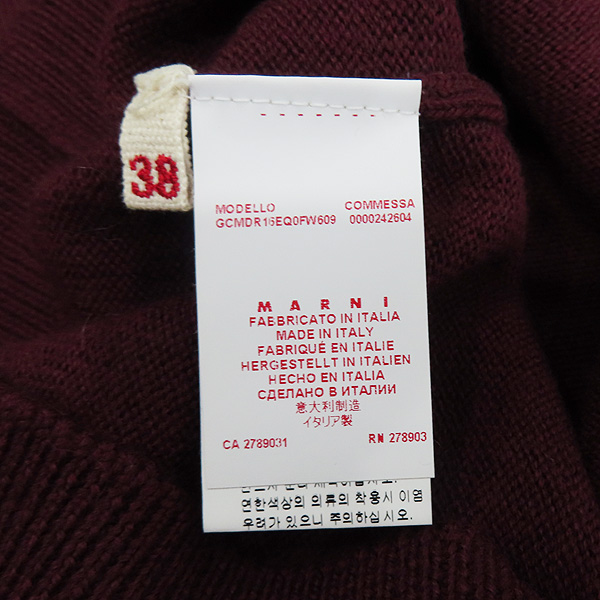 38
MODELLO COMMESSA
GCMDR16EQ0FW609 0000242604
MARNI
FABBRICATO IN ITALIA
MADE IN ITALY
FABRIQUÉ EN ITALIE
HERGESTELLT IN ITALIEN
HECHO EN ITALIA
СДЕЛАНО В ИТАЛИИ
意大利制造
イタリア製
CA 2789031 RN 278903
연한색상의 의류의 착용시 이염
우려가 있으니 주의하십시오.